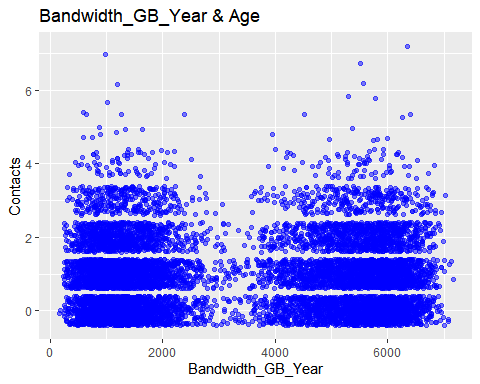 Bandwidth_GB_Year & Age
Contacts
6
4
2
0
0 2000 4000 6000
Bandwidth_GB_Year